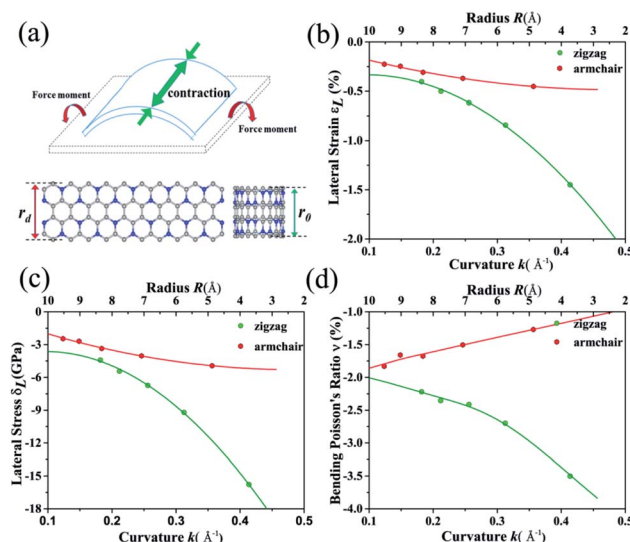 (a)
contraction
Force moment
Force moment
r_d
r_0
(b)
Radius R(Å)
10 9 8 7 6 5 4 3 2
0.0
-0.5
-1.0
-1.5
-2.0
Lateral Strain ε_L (%)
zigzag
armchair
0.1 0.2 0.3 0.4 0.5
Curvature k( Å⁻¹)
(c)
Radius R(Å)
10 9 8 7 6 5 4 3 2
0
-3
-6
-9
-12
-15
-18
Lateral Stress δ_L(GPa)
zigzag
armchair
0.1 0.2 0.3 0.4 0.5
Curvature k( Å⁻¹)
(d)
Radius R(Å)
10 9 8 7 6 5 4 3 2
-1.0
-1.5
-2.0
-2.5
-3.0
-3.5
-4.0
Bending Poisson's Ratio ν (%)
zigzag
armchair
0.1 0.2 0.3 0.4 0.5
Curvature k( Å⁻¹)